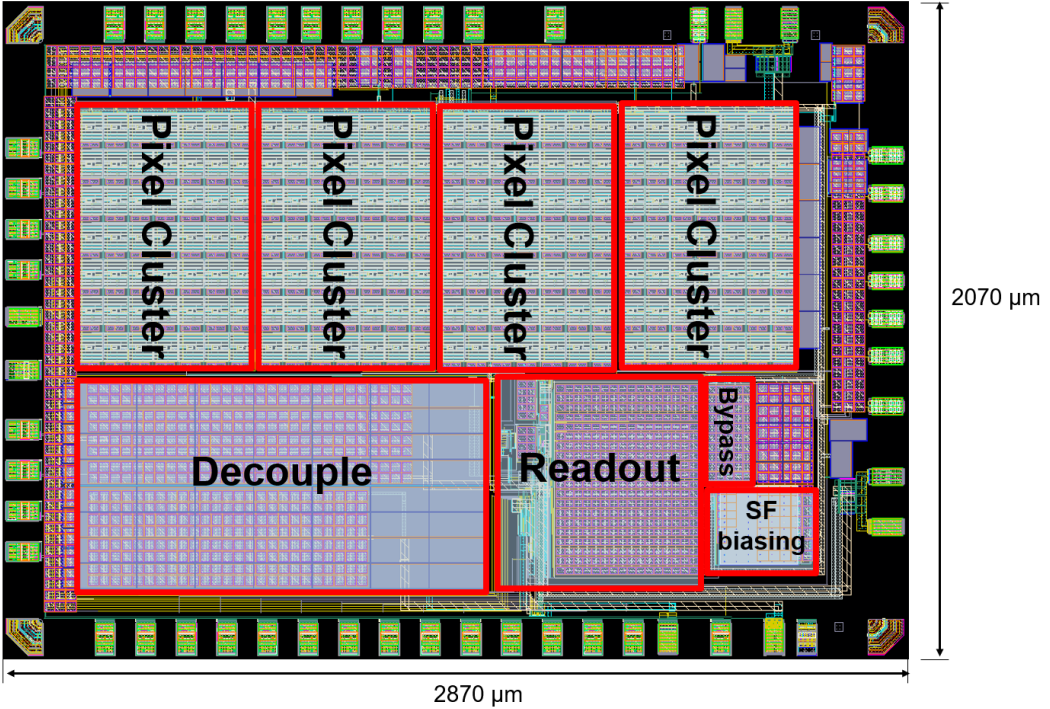 Pixel Cluster
Pixel Cluster
Pixel Cluster
Pixel Cluster
2070 µm
Decouple
Readout
Bypass
SF
biasing
2870 µm